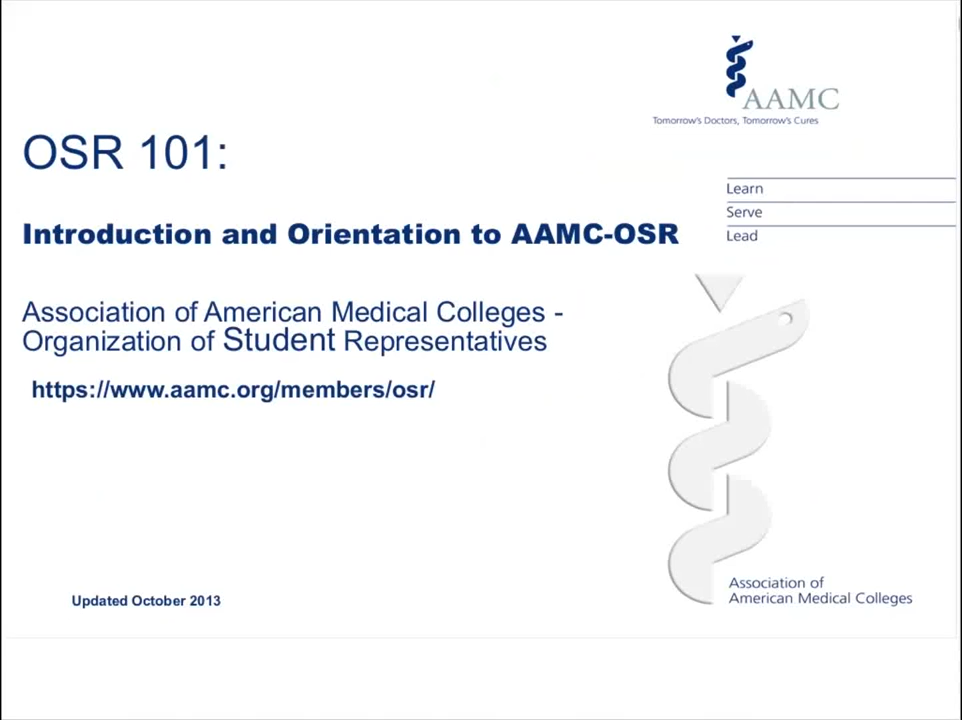 AAMC
Tomorrow's Doctors, Tomorrow's Cures
OSR 101:
Learn
Serve
Lead
Introduction and Orientation to AAMC-OSR
Association of American Medical Colleges -
Organization of Student Representatives
https://www.aamc.org/members/osr/
Updated October 2013
Association of
American Medical Colleges